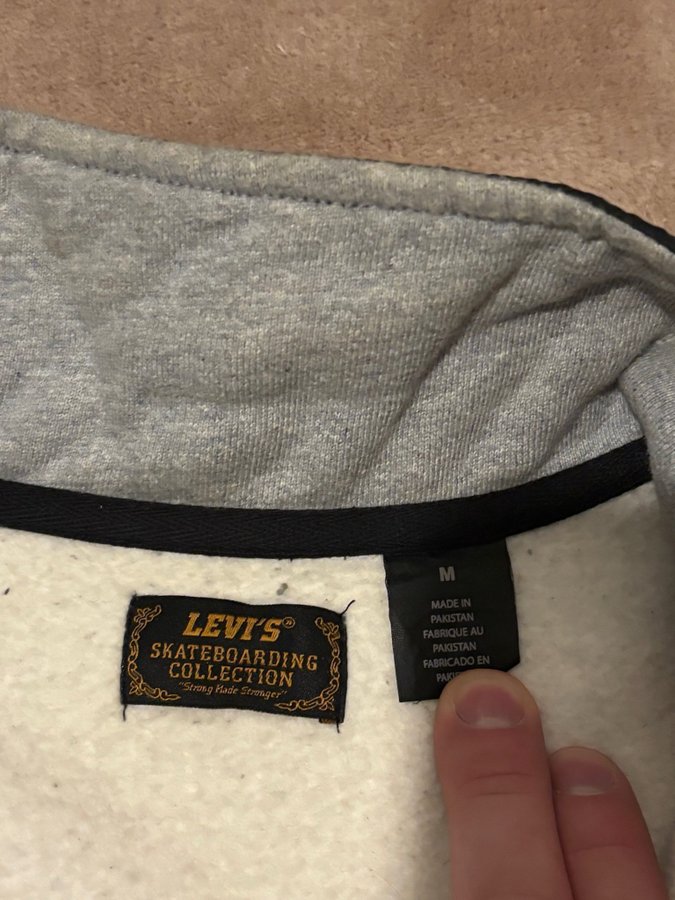 LEVI'S®
SKATEBOARDING
COLLECTION
"Strong Made Stronger"
M
MADE IN
PAKISTAN
FABRIQUE AU
PAKISTAN
FABRICADO EN